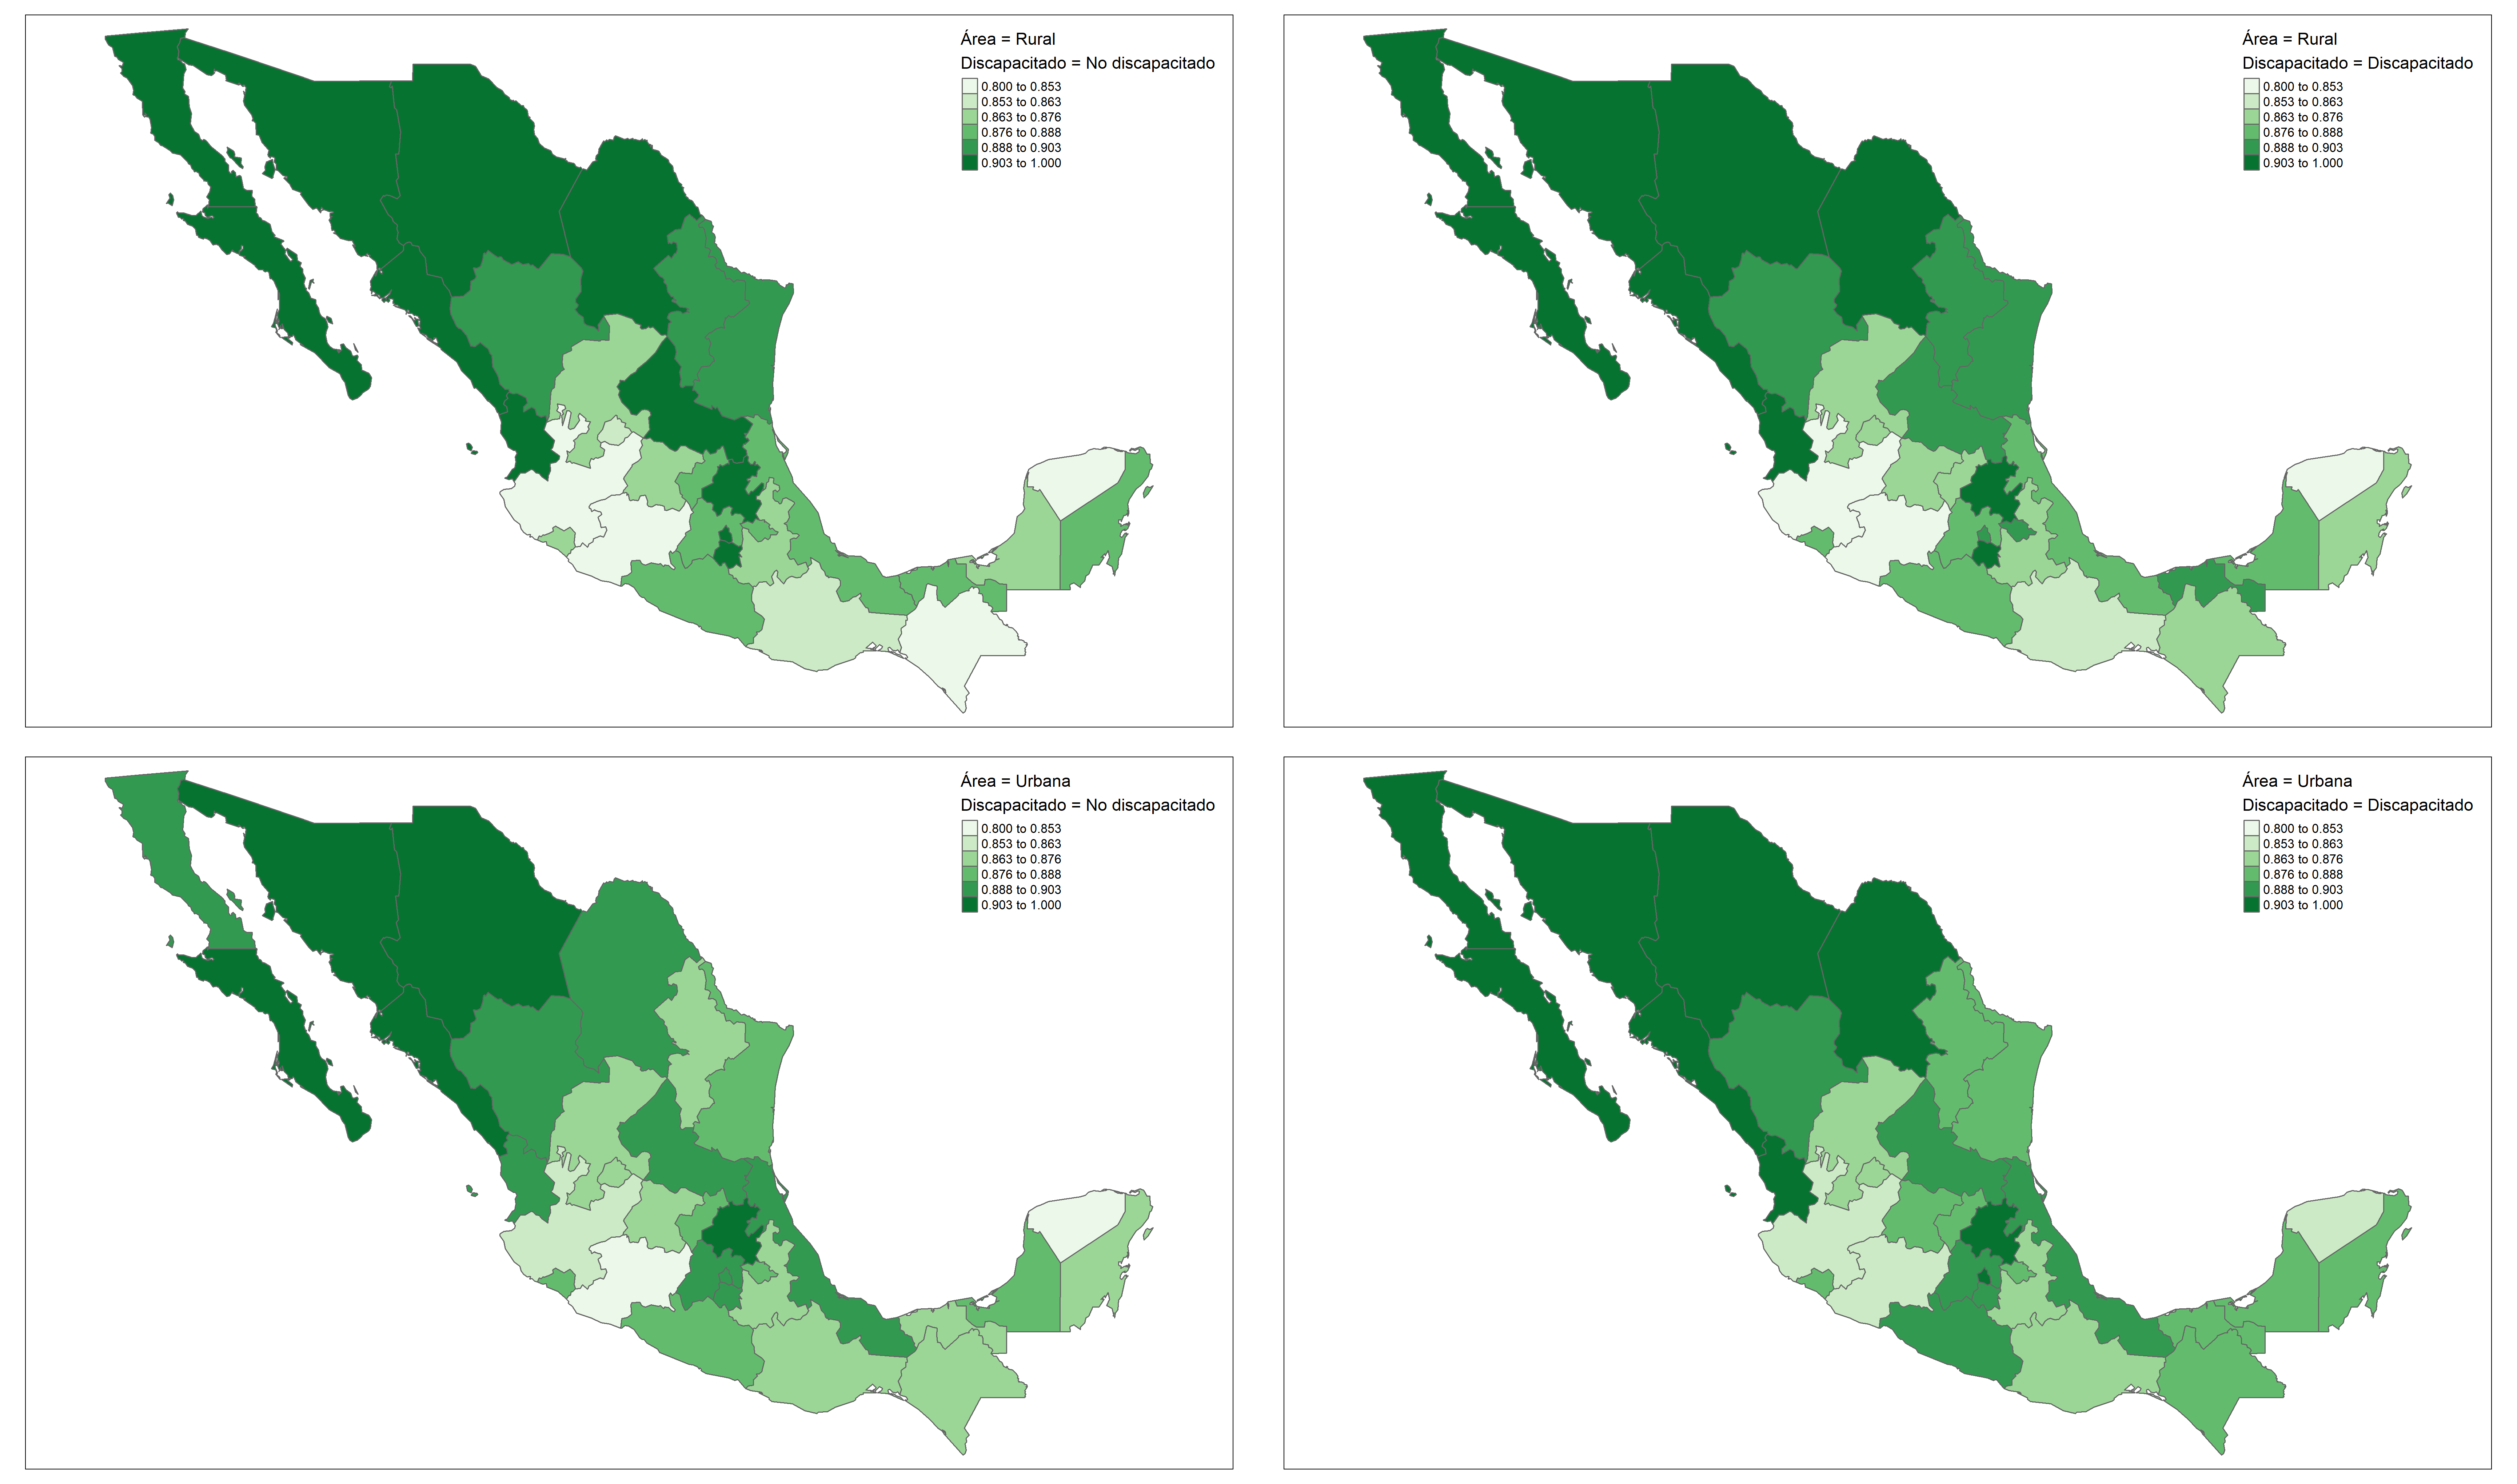 Área = Rural
Discapacitado = No discapacitado
0.800 to 0.853
0.853 to 0.863
0.863 to 0.876
0.876 to 0.888
0.888 to 0.903
0.903 to 1.000
Área = Rural
Discapacitado = Discapacitado
0.800 to 0.853
0.853 to 0.863
0.863 to 0.876
0.876 to 0.888
0.888 to 0.903
0.903 to 1.000
Área = Urbana
Discapacitado = No discapacitado
0.800 to 0.853
0.853 to 0.863
0.863 to 0.876
0.876 to 0.888
0.888 to 0.903
0.903 to 1.000
Área = Urbana
Discapacitado = Discapacitado
0.800 to 0.853
0.853 to 0.863
0.863 to 0.876
0.876 to 0.888
0.888 to 0.903
0.903 to 1.000